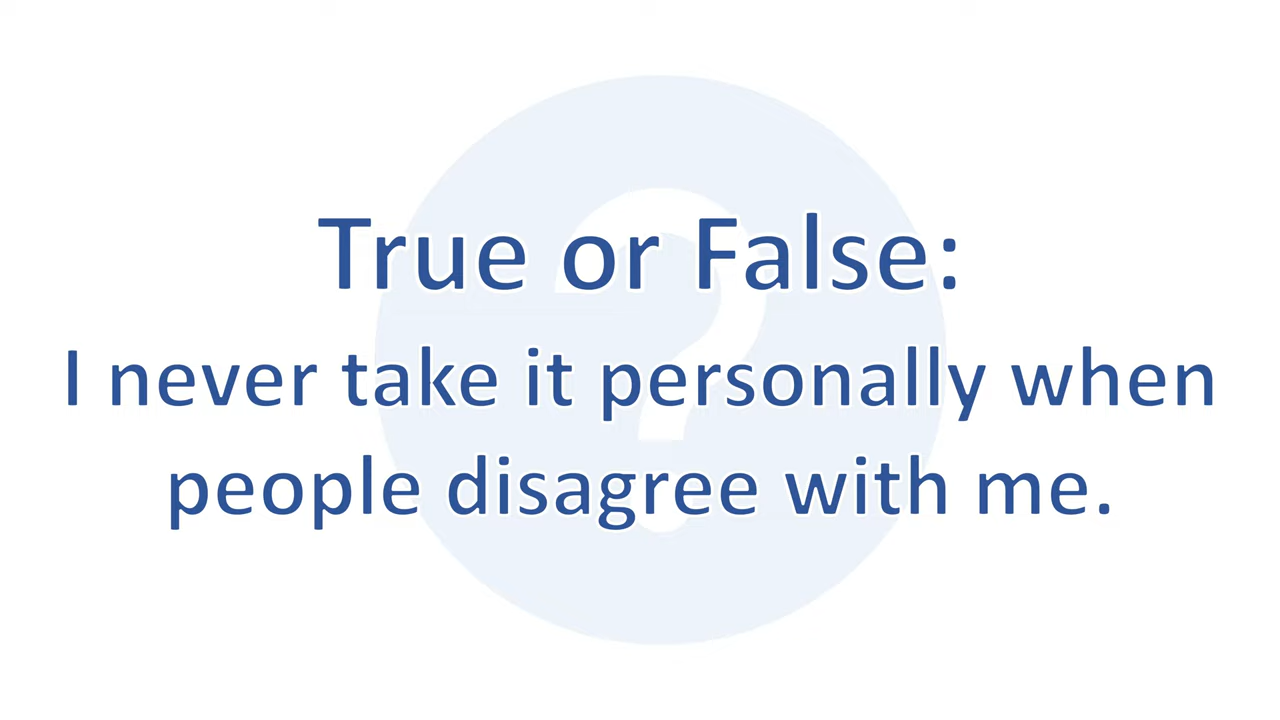 True or False:
I never take it personally when
people disagree with me.